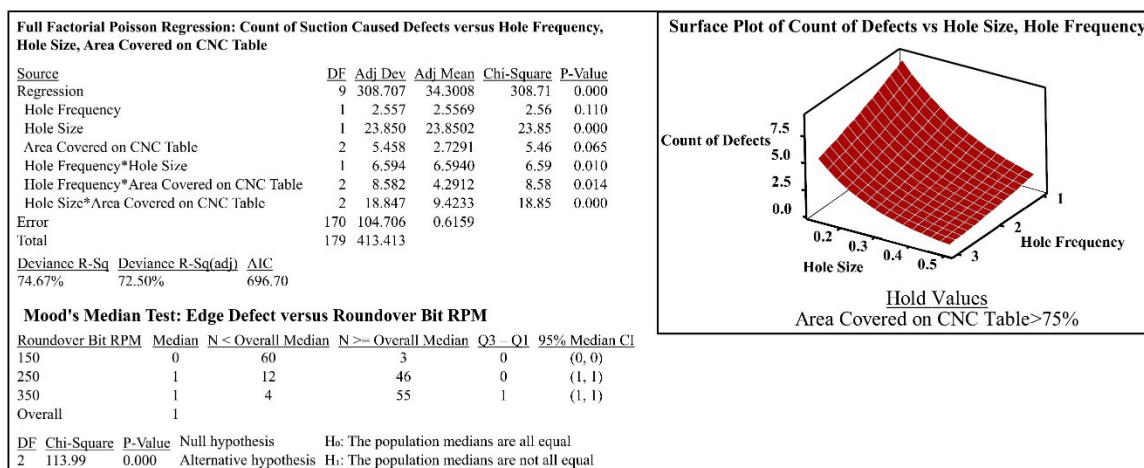 Full Factorial Poisson Regression: Count of Suction Caused Defects versus Hole Frequency,
Hole Size, Area Covered on CNC Table
Source DF Adj Dev Adj Mean Chi-Square P-Value
Regression 9 308.707 34.3008 308.71 0.000
Hole Frequency 1 2.557 2.5569 2.56 0.110
Hole Size 1 23.850 23.8502 23.85 0.000
Area Covered on CNC Table 2 5.458 2.7291 5.46 0.065
Hole Frequency*Hole Size 1 6.594 6.5940 6.59 0.010
Hole Frequency*Area Covered on CNC Table 2 8.582 4.2912 8.58 0.014
Hole Size*Area Covered on CNC Table 2 18.847 9.4233 18.85 0.000
Error 170 104.706 0.6159
Total 179 413.413
Deviance R-Sq Deviance R-Sq(adj) AIC
74.67% 72.50% 696.70
Mood's Median Test: Edge Defect versus Roundover Bit RPM
Roundover Bit RPM Median N < Overall Median N >= Overall Median Q3 – Q1 95% Median CI
150 0 60 3 0 (0, 0)
250 1 12 46 0 (1, 1)
350 1 4 55 1 (1, 1)
Overall 1
DF Chi-Square P-Value Null hypothesis H₀: The population medians are all equal
2 113.99 0.000 Alternative hypothesis H₁: The population medians are not all equal
Surface Plot of Count of Defects vs Hole Size, Hole Frequency
Count of Defects
7.5
5.0
2.5
0.0
0.2
0.3
0.4
0.5
Hole Size
1
2
3
Hole Frequency
Hold Values
Area Covered on CNC Table>75%